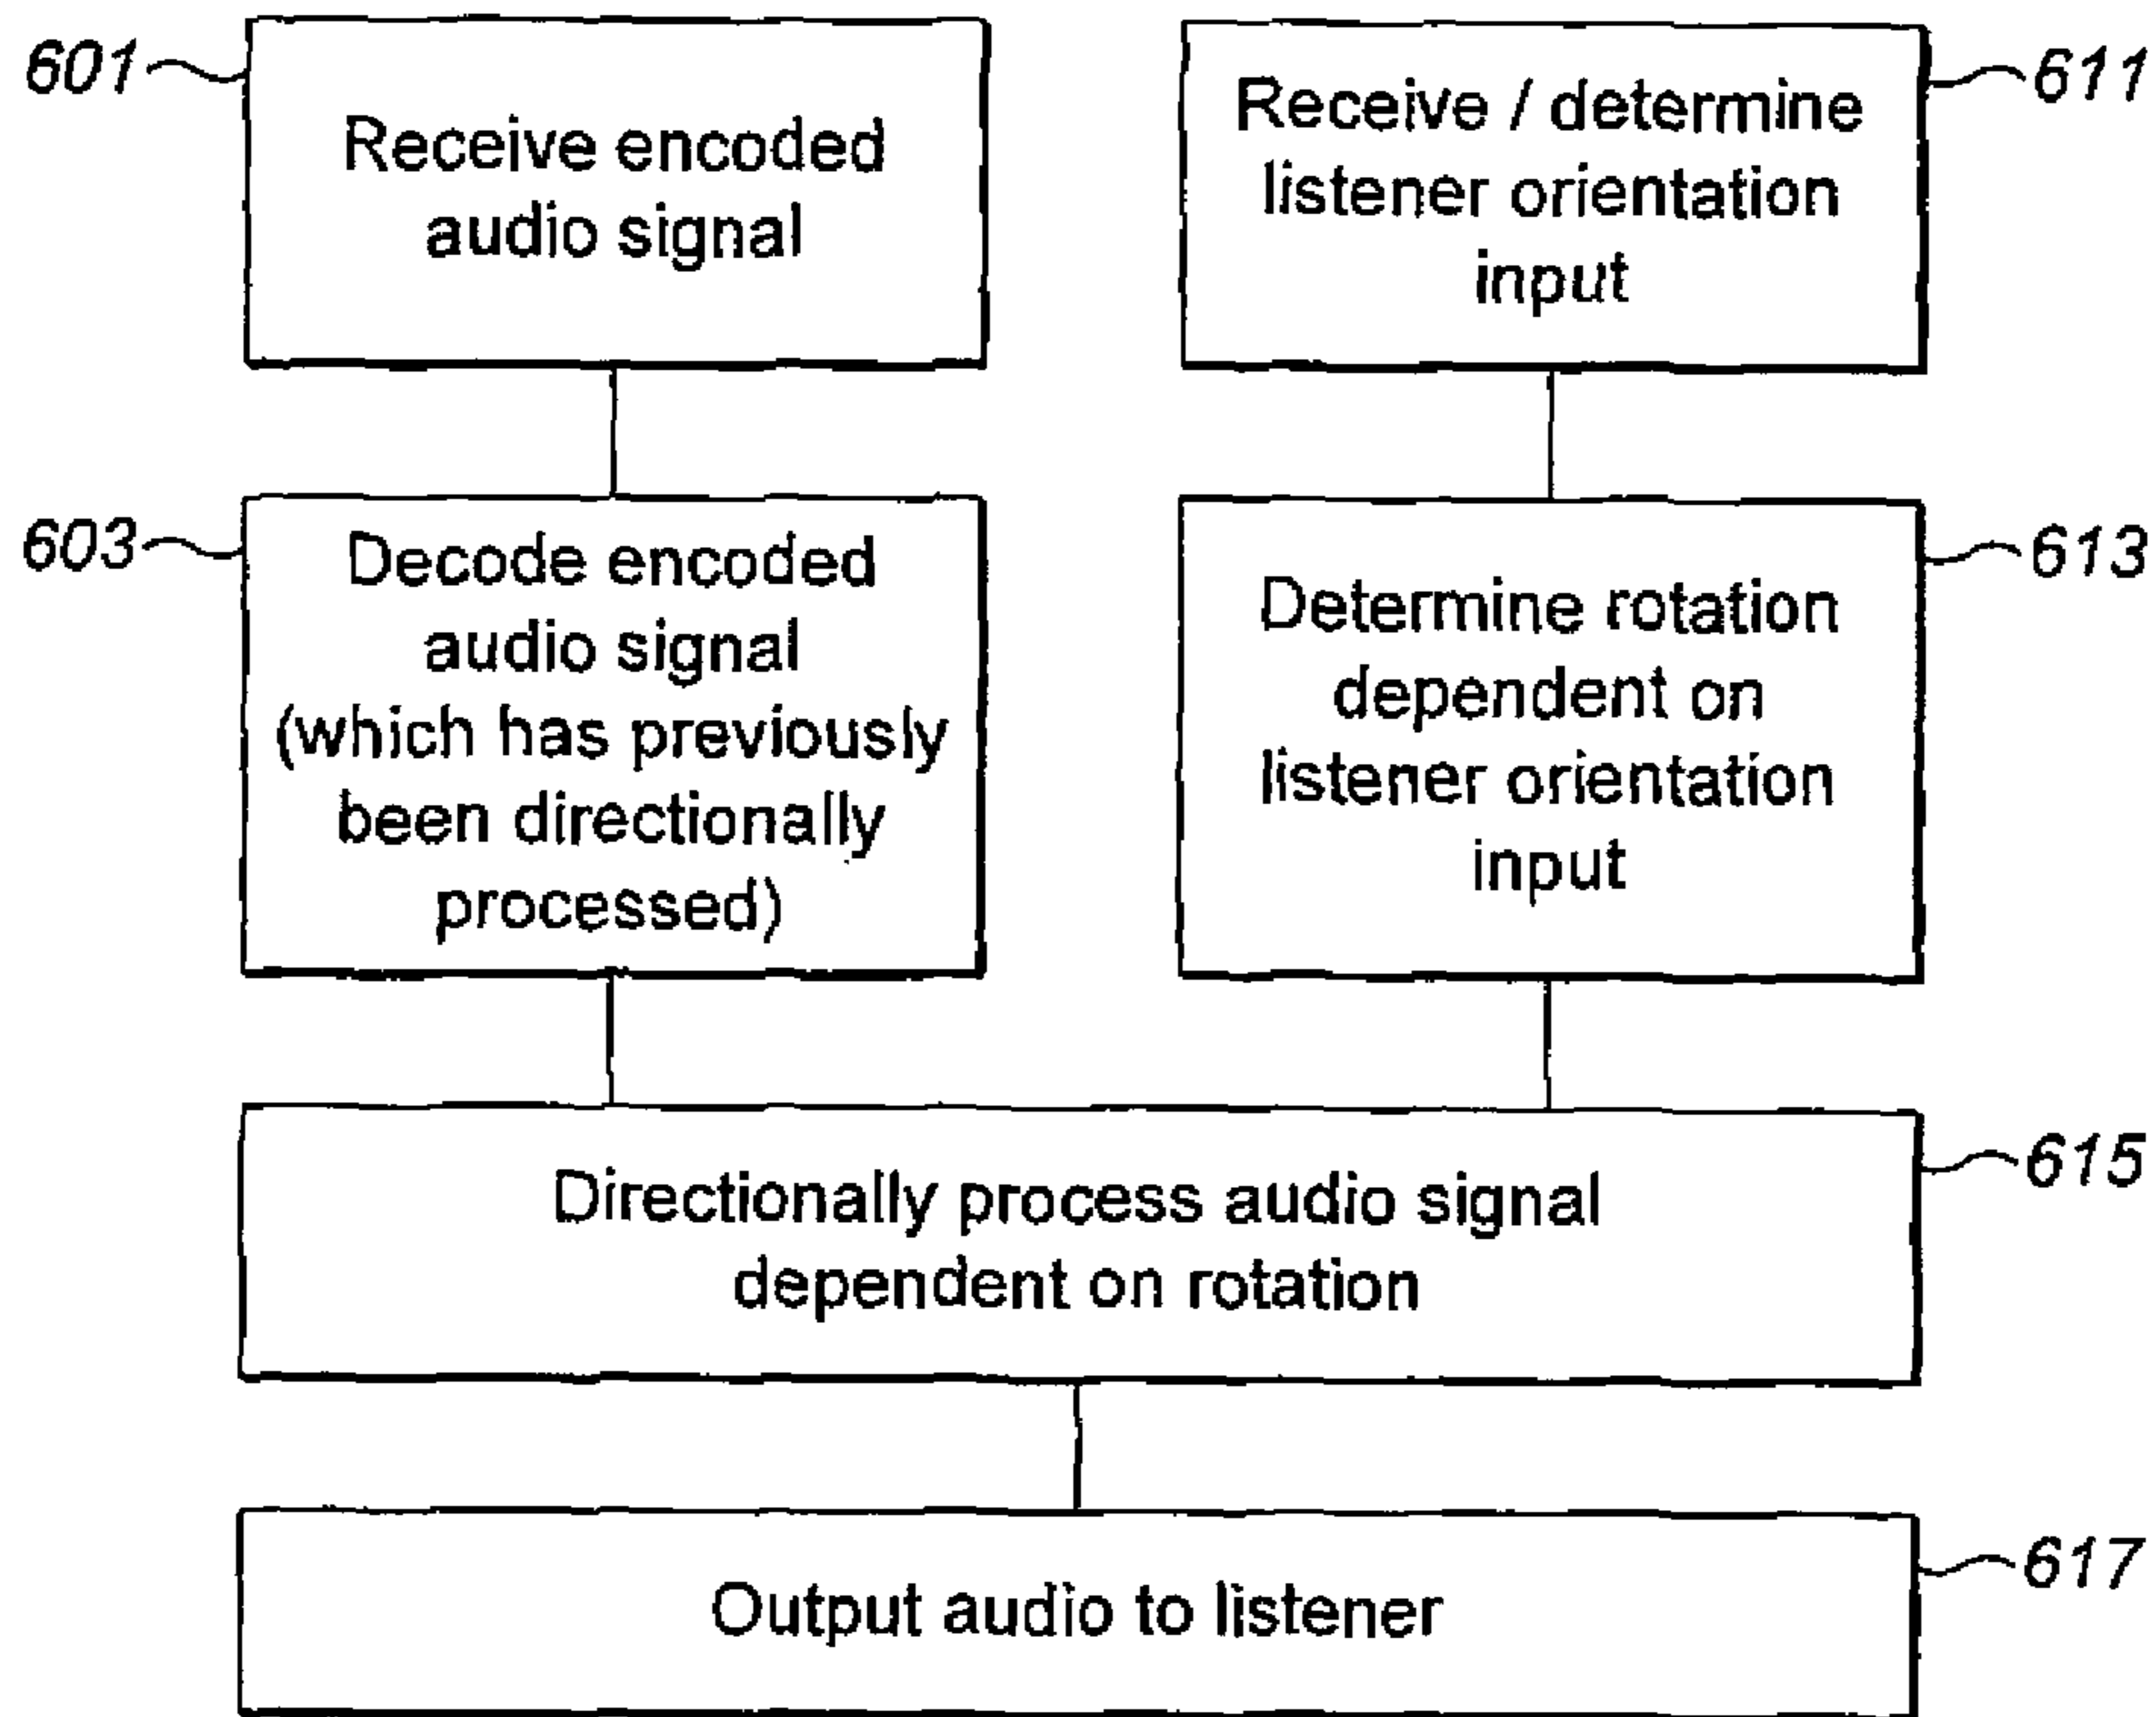 601
Receive encoded
audio signal
611
Receive / determine
listener orientation
input
603
Decode encoded
audio signal
(which has previously
been directionally
processed)
613
Determine rotation
dependent on
listener orientation
input
615
Directionally process audio signal
dependent on rotation
617
Output audio to listener